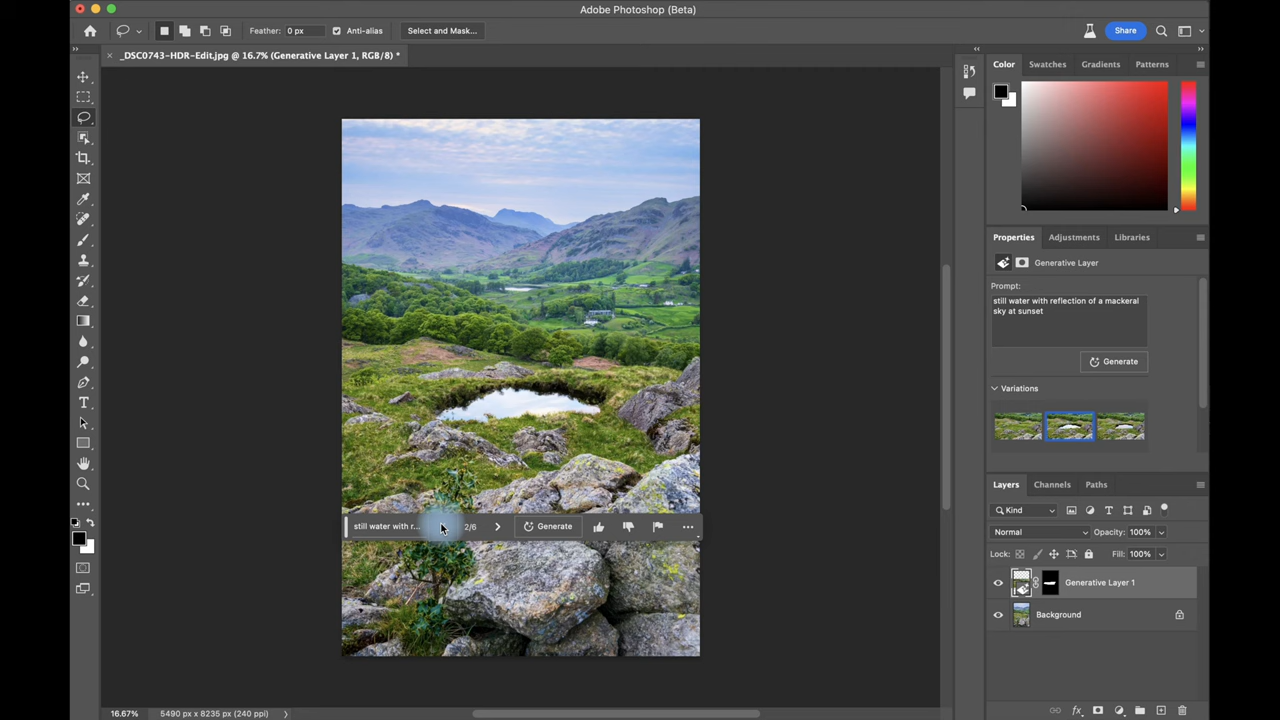 Adobe Photoshop (Beta)
Feather: 0 px
Anti-alias
Select and Mask...
Share
_DSC0743-HDR-Edit.jpg @ 16.7% (Generative Layer 1, RGB/8) *
Color
Swatches
Gradients
Patterns
Properties
Adjustments
Libraries
Generative Layer
Prompt:
still water with reflection of a mackeral
sky at sunset
Generate
Variations
Layers
Channels
Paths
Kind
Normal
Opacity: 100%
Lock:
Fill: 100%
still water with r...
2/6
Generate
Generative Layer 1
Background
16.67%
5490 px x 8235 px (240 ppi)